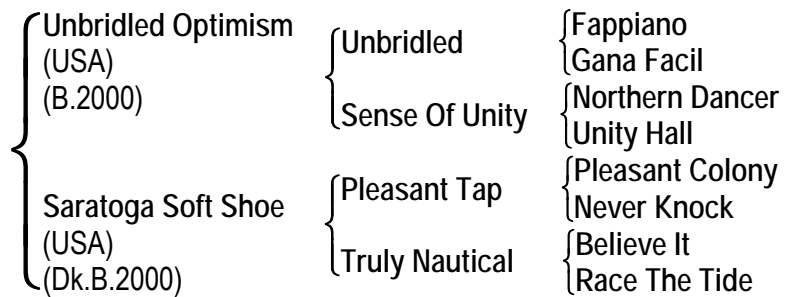 Unbridled Optimism
(USA)
(B.2000)
Unbridled
Fappiano
Gana Facil
Sense Of Unity
Northern Dancer
Unity Hall
Saratoga Soft Shoe
(USA)
(Dk.B.2000)
Pleasant Tap
Pleasant Colony
Never Knock
Truly Nautical
Believe It
Race The Tide